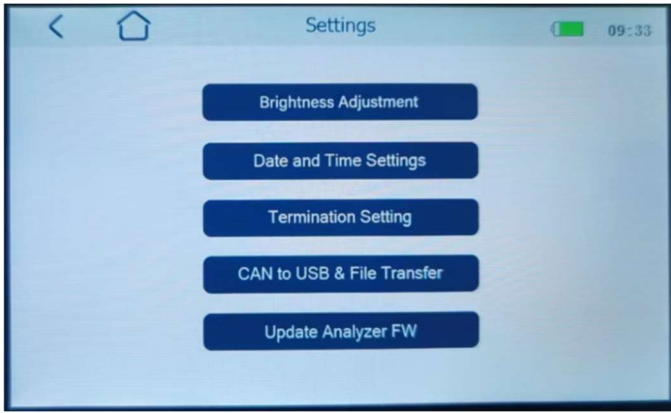 Settings
09:33
Brightness Adjustment
Date and Time Settings
Termination Setting
CAN to USB & File Transfer
Update Analyzer FW